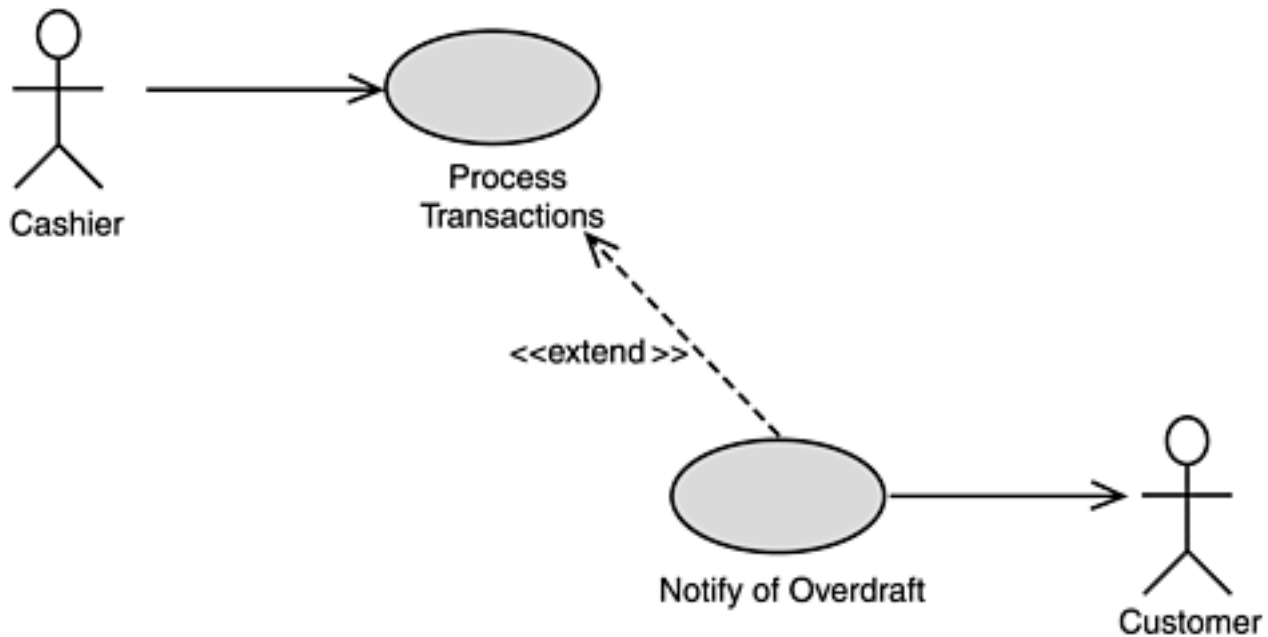 Cashier
Process
Transactions
<<extend>>
Notify of Overdraft
Customer